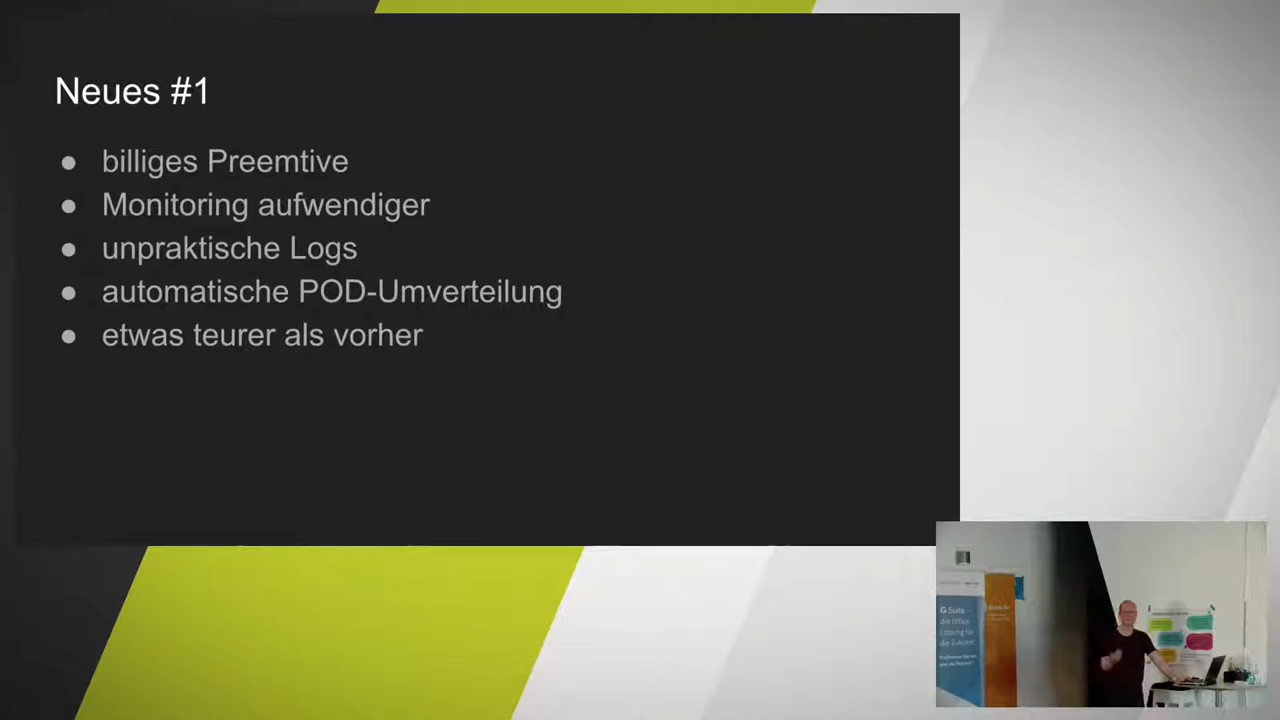 Neues #1
● billiges Preemtive
● Monitoring aufwendiger
● unpraktische Logs
● automatische POD-Umverteilung
● etwas teurer als vorher
G Suite –
die Office
Lösung für
der Zukunft